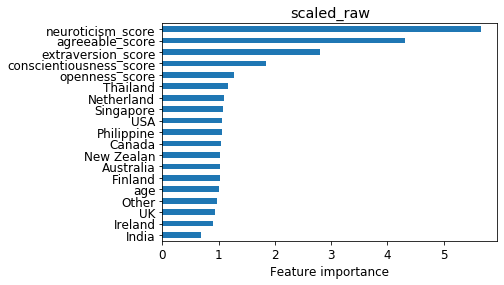 scaled_raw
neuroticism_score
agreeable_score
extraversion_score
conscientiousness_score
openness_score
Thailand
Netherland
Singapore
USA
Philippine
Canada
New Zealan
Australia
Finland
age
Other
UK
Ireland
India
0 1 2 3 4 5
Feature importance